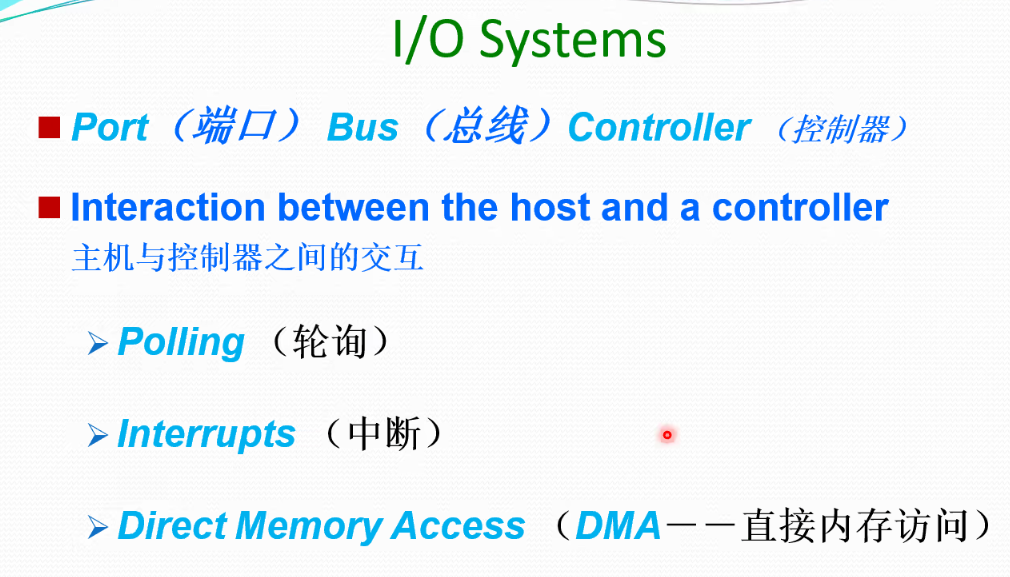 I/O Systems
Port（端口）Bus（总线）Controller（控制器）
Interaction between the host and a controller
主机与控制器之间的交互
Polling（轮询）
Interrupts（中断）
Direct Memory Access（DMA－－直接内存访问）